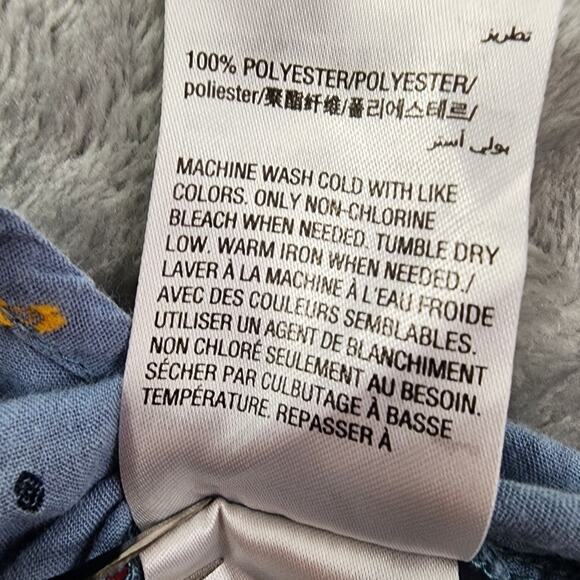 تطريز
100% POLYESTER/POLYESTER/
poliester/聚酯纤维/폴리에스테르/
بولي أستر
MACHINE WASH COLD WITH LIKE
COLORS. ONLY NON-CHLORINE
BLEACH WHEN NEEDED. TUMBLE DRY
LOW. WARM IRON WHEN NEEDED./
LAVER À LA MACHINE À L'EAU FROIDE
AVEC DES COULEURS SEMBLABLES.
UTILISER UN AGENT DE BLANCHIMENT
NON CHLORÉ SEULEMENT AU BESOIN.
SÉCHER PAR CULBUTAGE À BASSE
TEMPÉRATURE. REPASSER À